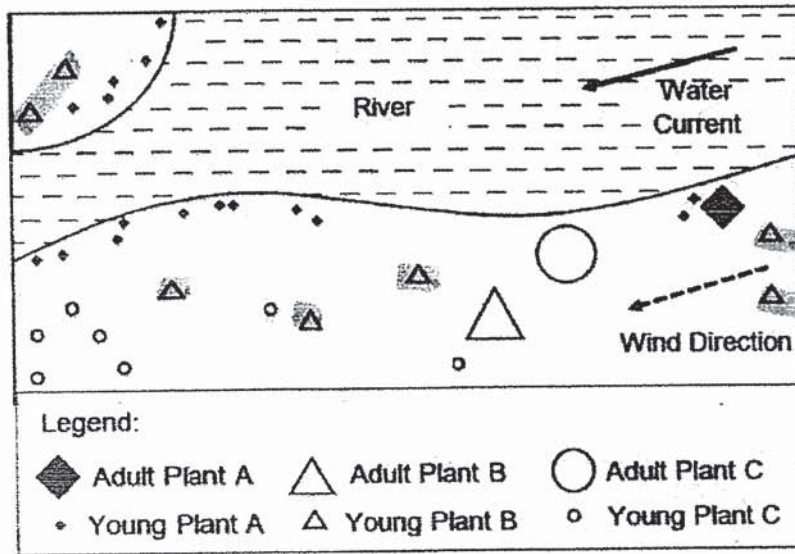 River
Water
Current
Wind Direction
Legend:
Adult Plant A
Adult Plant B
Adult Plant C
Young Plant A
Young Plant B
Young Plant C